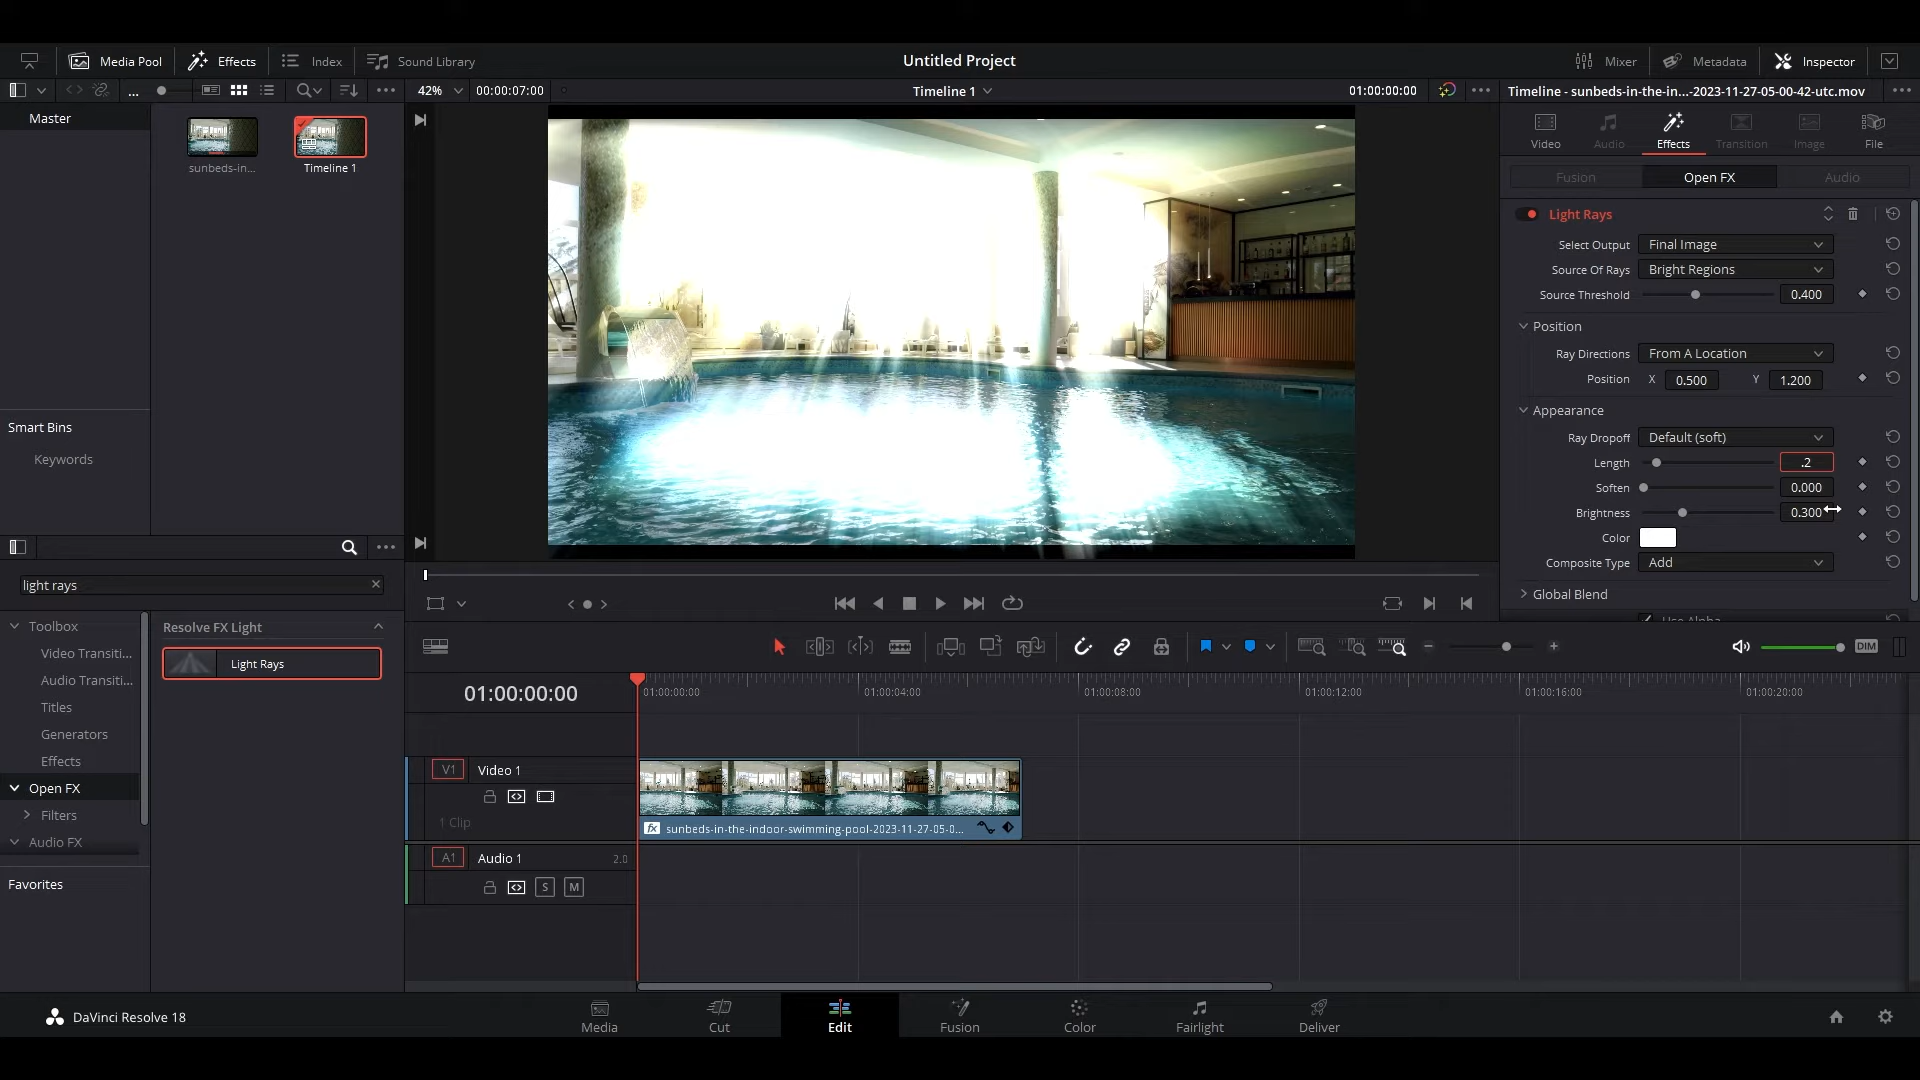 Media Pool
Effects
Index
Sound Library
Untitled Project
Mixer
Metadata
Inspector
...
42%
00:00:07:00
Timeline 1
01:00:00:00
Timeline - sunbeds-in-the-in...-2023-11-27-05-00-42-utc.mov
Master
sunbeds-in...
Timeline 1
Video
Audio
Effects
Transition
Image
File
Fusion
Open FX
Audio
Light Rays
Select Output
Final Image
Source Of Rays
Bright Regions
Source Threshold
0.400
Position
Ray Directions
From A Location
Position
X
0.500
Y
1.200
Appearance
Ray Dropoff
Default (soft)
Length
.2
Soften
0.000
Brightness
0.300
Color
Composite Type
Add
Global Blend
Use Alpha
Smart Bins
Keywords
light rays
Toolbox
Video Transiti...
Audio Transiti...
Titles
Generators
Effects
Open FX
Filters
Audio FX
Favorites
Resolve FX Light
Light Rays
DIM
01:00:00:00
01:00:00:00
01:00:04:00
01:00:08:00
01:00:12:00
01:00:16:00
01:00:20:00
V1
Video 1
1 Clip
fx
sunbeds-in-the-indoor-swimming-pool-2023-11-27-05-0...
A1
Audio 1
2.0
S
M
DaVinci Resolve 18
Media
Cut
Edit
Fusion
Color
Fairlight
Deliver